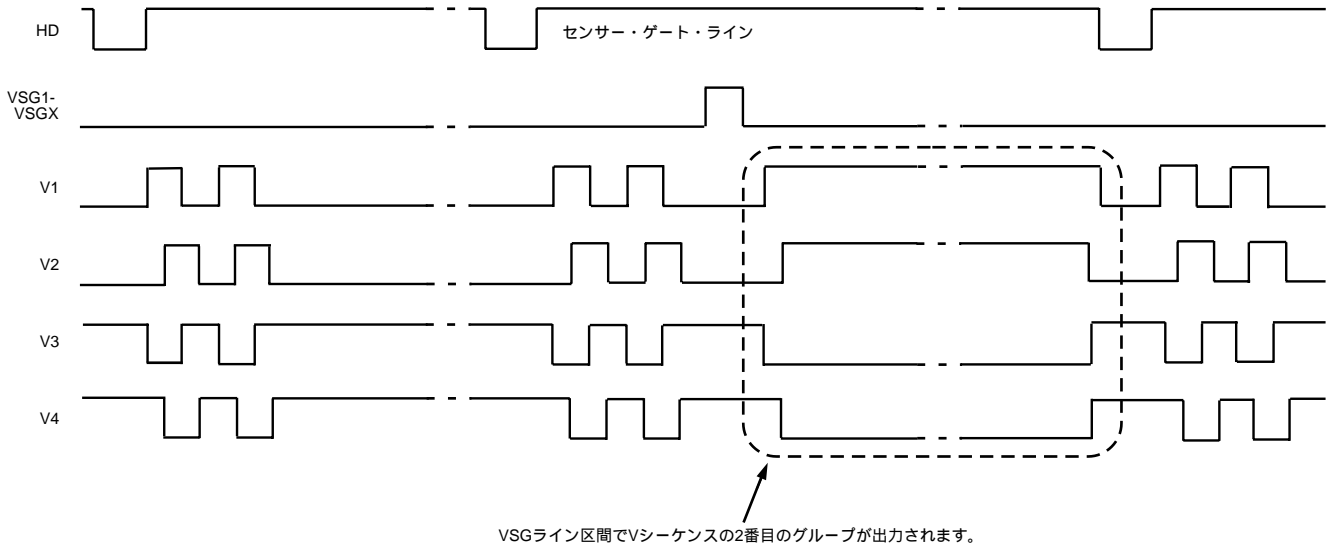 HD
センサー・ゲート・ライン
VSG1-
VSGX
V1
V2
V3
V4
VSGライン区間でVシーケンスの2番目のグループが出力されます。